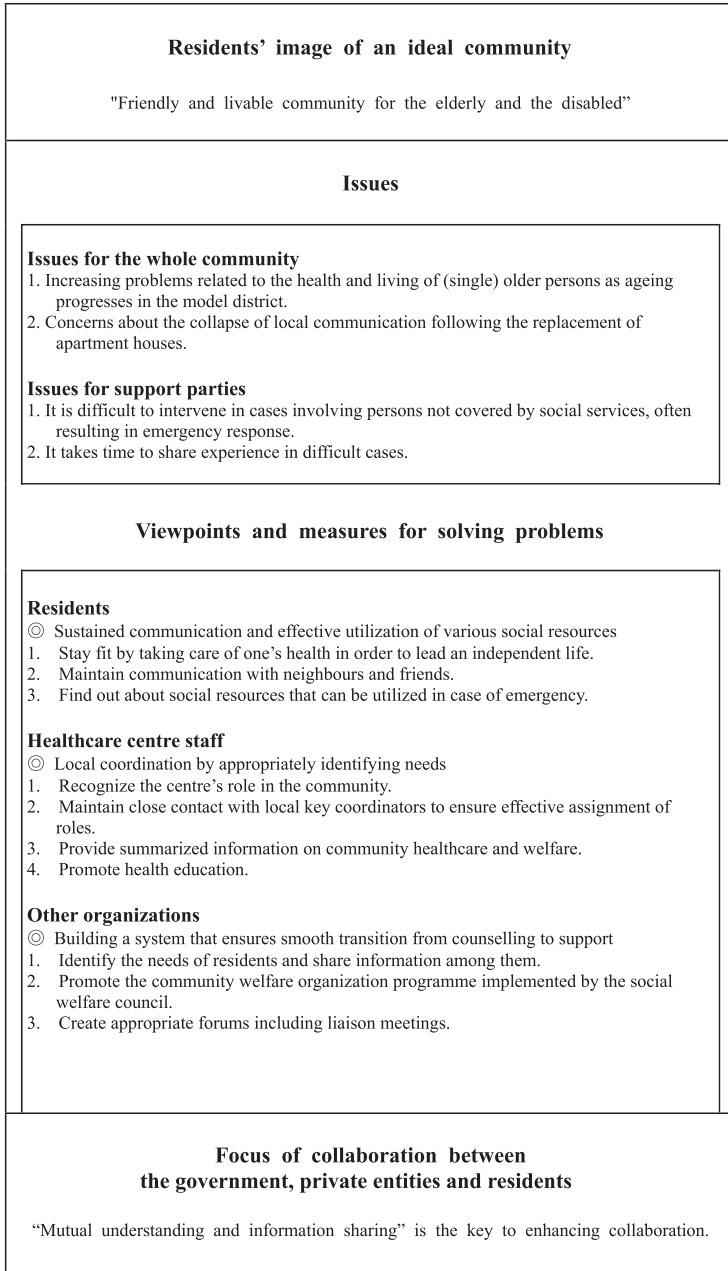 Residents’ image of an ideal community
"Friendly and livable community for the elderly and the disabled”
Issues
Issues for the whole community
1. Increasing problems related to the health and living of (single) older persons as ageing
progresses in the model district.
2. Concerns about the collapse of local communication following the replacement of
apartment houses.
Issues for support parties
1. It is difficult to intervene in cases involving persons not covered by social services, often
resulting in emergency response.
2. It takes time to share experience in difficult cases.
Viewpoints and measures for solving problems
Residents
◎ Sustained communication and effective utilization of various social resources
1. Stay fit by taking care of one’s health in order to lead an independent life.
2. Maintain communication with neighbours and friends.
3. Find out about social resources that can be utilized in case of emergency.
Healthcare centre staff
◎ Local coordination by appropriately identifying needs
1. Recognize the centre’s role in the community.
2. Maintain close contact with local key coordinators to ensure effective assignment of
roles.
3. Provide summarized information on community healthcare and welfare.
4. Promote health education.
Other organizations
◎ Building a system that ensures smooth transition from counselling to support
1. Identify the needs of residents and share information among them.
2. Promote the community welfare organization programme implemented by the social
welfare council.
3. Create appropriate forums including liaison meetings.
Focus of collaboration between
the government, private entities and residents
“Mutual understanding and information sharing” is the key to enhancing collaboration.